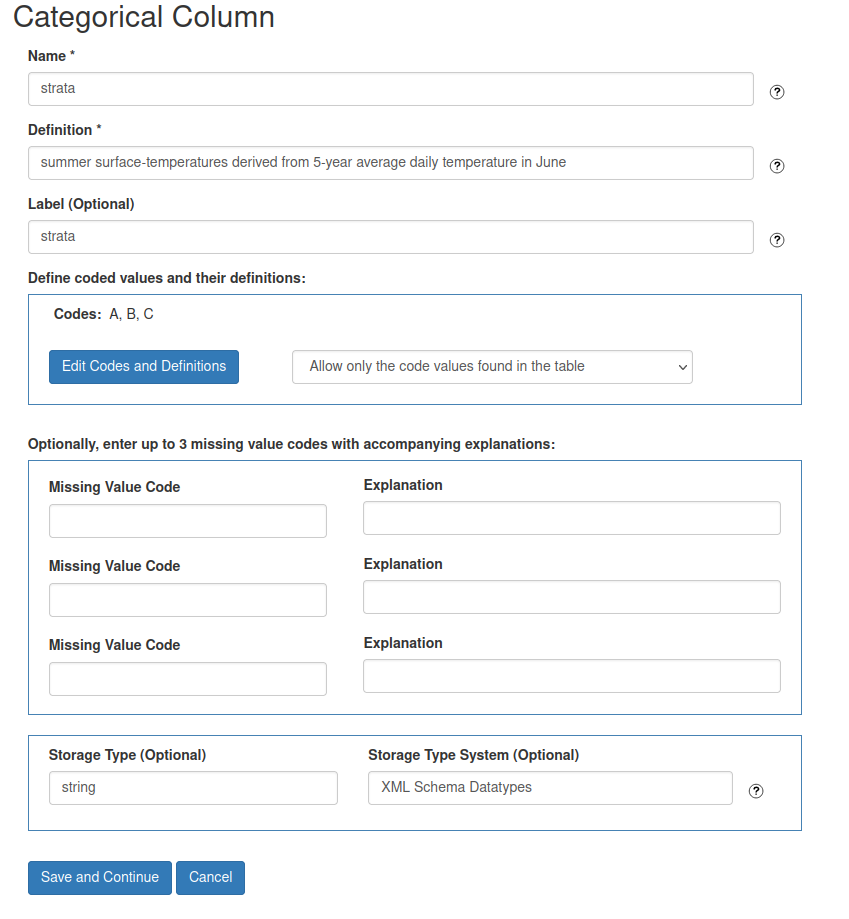 Categorical Column
Name *
strata
?
Definition *
summer surface-temperatures derived from 5-year average daily temperature in June
?
Label (Optional)
strata
?
Define coded values and their definitions:
Codes: A, B, C
Edit Codes and Definitions
Allow only the code values found in the table
Optionally, enter up to 3 missing value codes with accompanying explanations:
Missing Value Code
Explanation
Missing Value Code
Explanation
Missing Value Code
Explanation
Storage Type (Optional)
Storage Type System (Optional)
string
XML Schema Datatypes
?
Save and Continue
Cancel